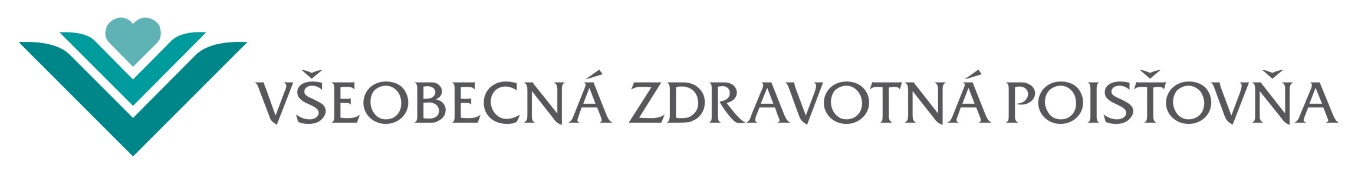 VŠEOBECNÁ ZDRAVOTNÁ POISŤOVŇA